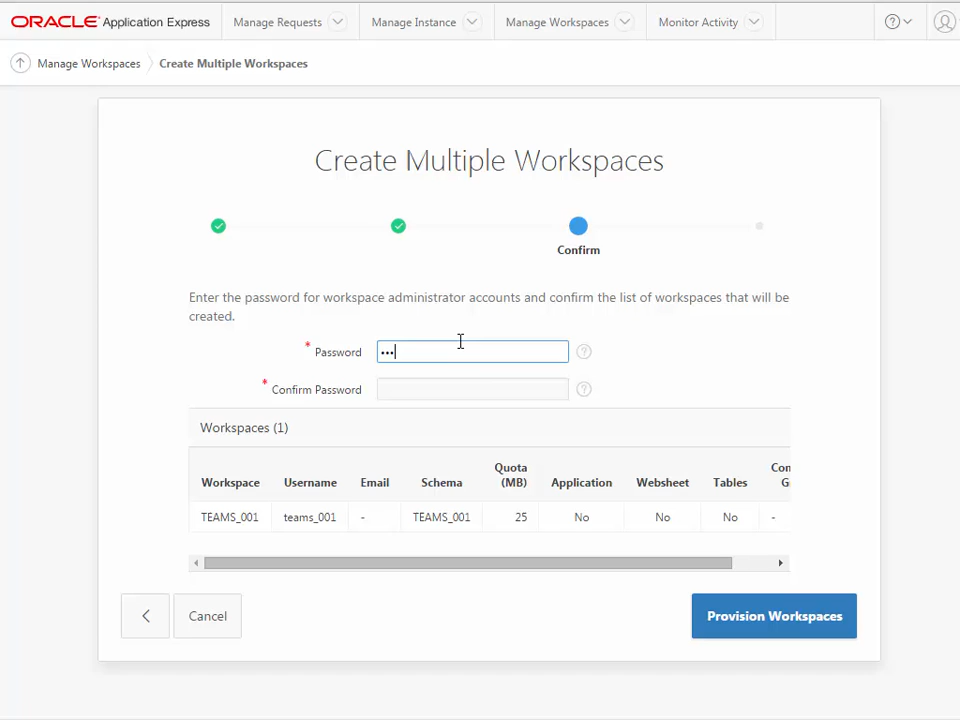 ORACLE® Application Express Manage Requests Manage Instance Manage Workspaces Monitor Activity ?
Manage Workspaces Create Multiple Workspaces
Create Multiple Workspaces
Confirm
Enter the password for workspace administrator accounts and confirm the list of workspaces that will be
created.
* Password •••| ?
* Confirm Password ?
Workspaces (1)
Workspace Username Email Schema Quota (MB) Application Websheet Tables Con G
TEAMS_001 teams_001 - TEAMS_001 25 No No No -
Cancel Provision Workspaces